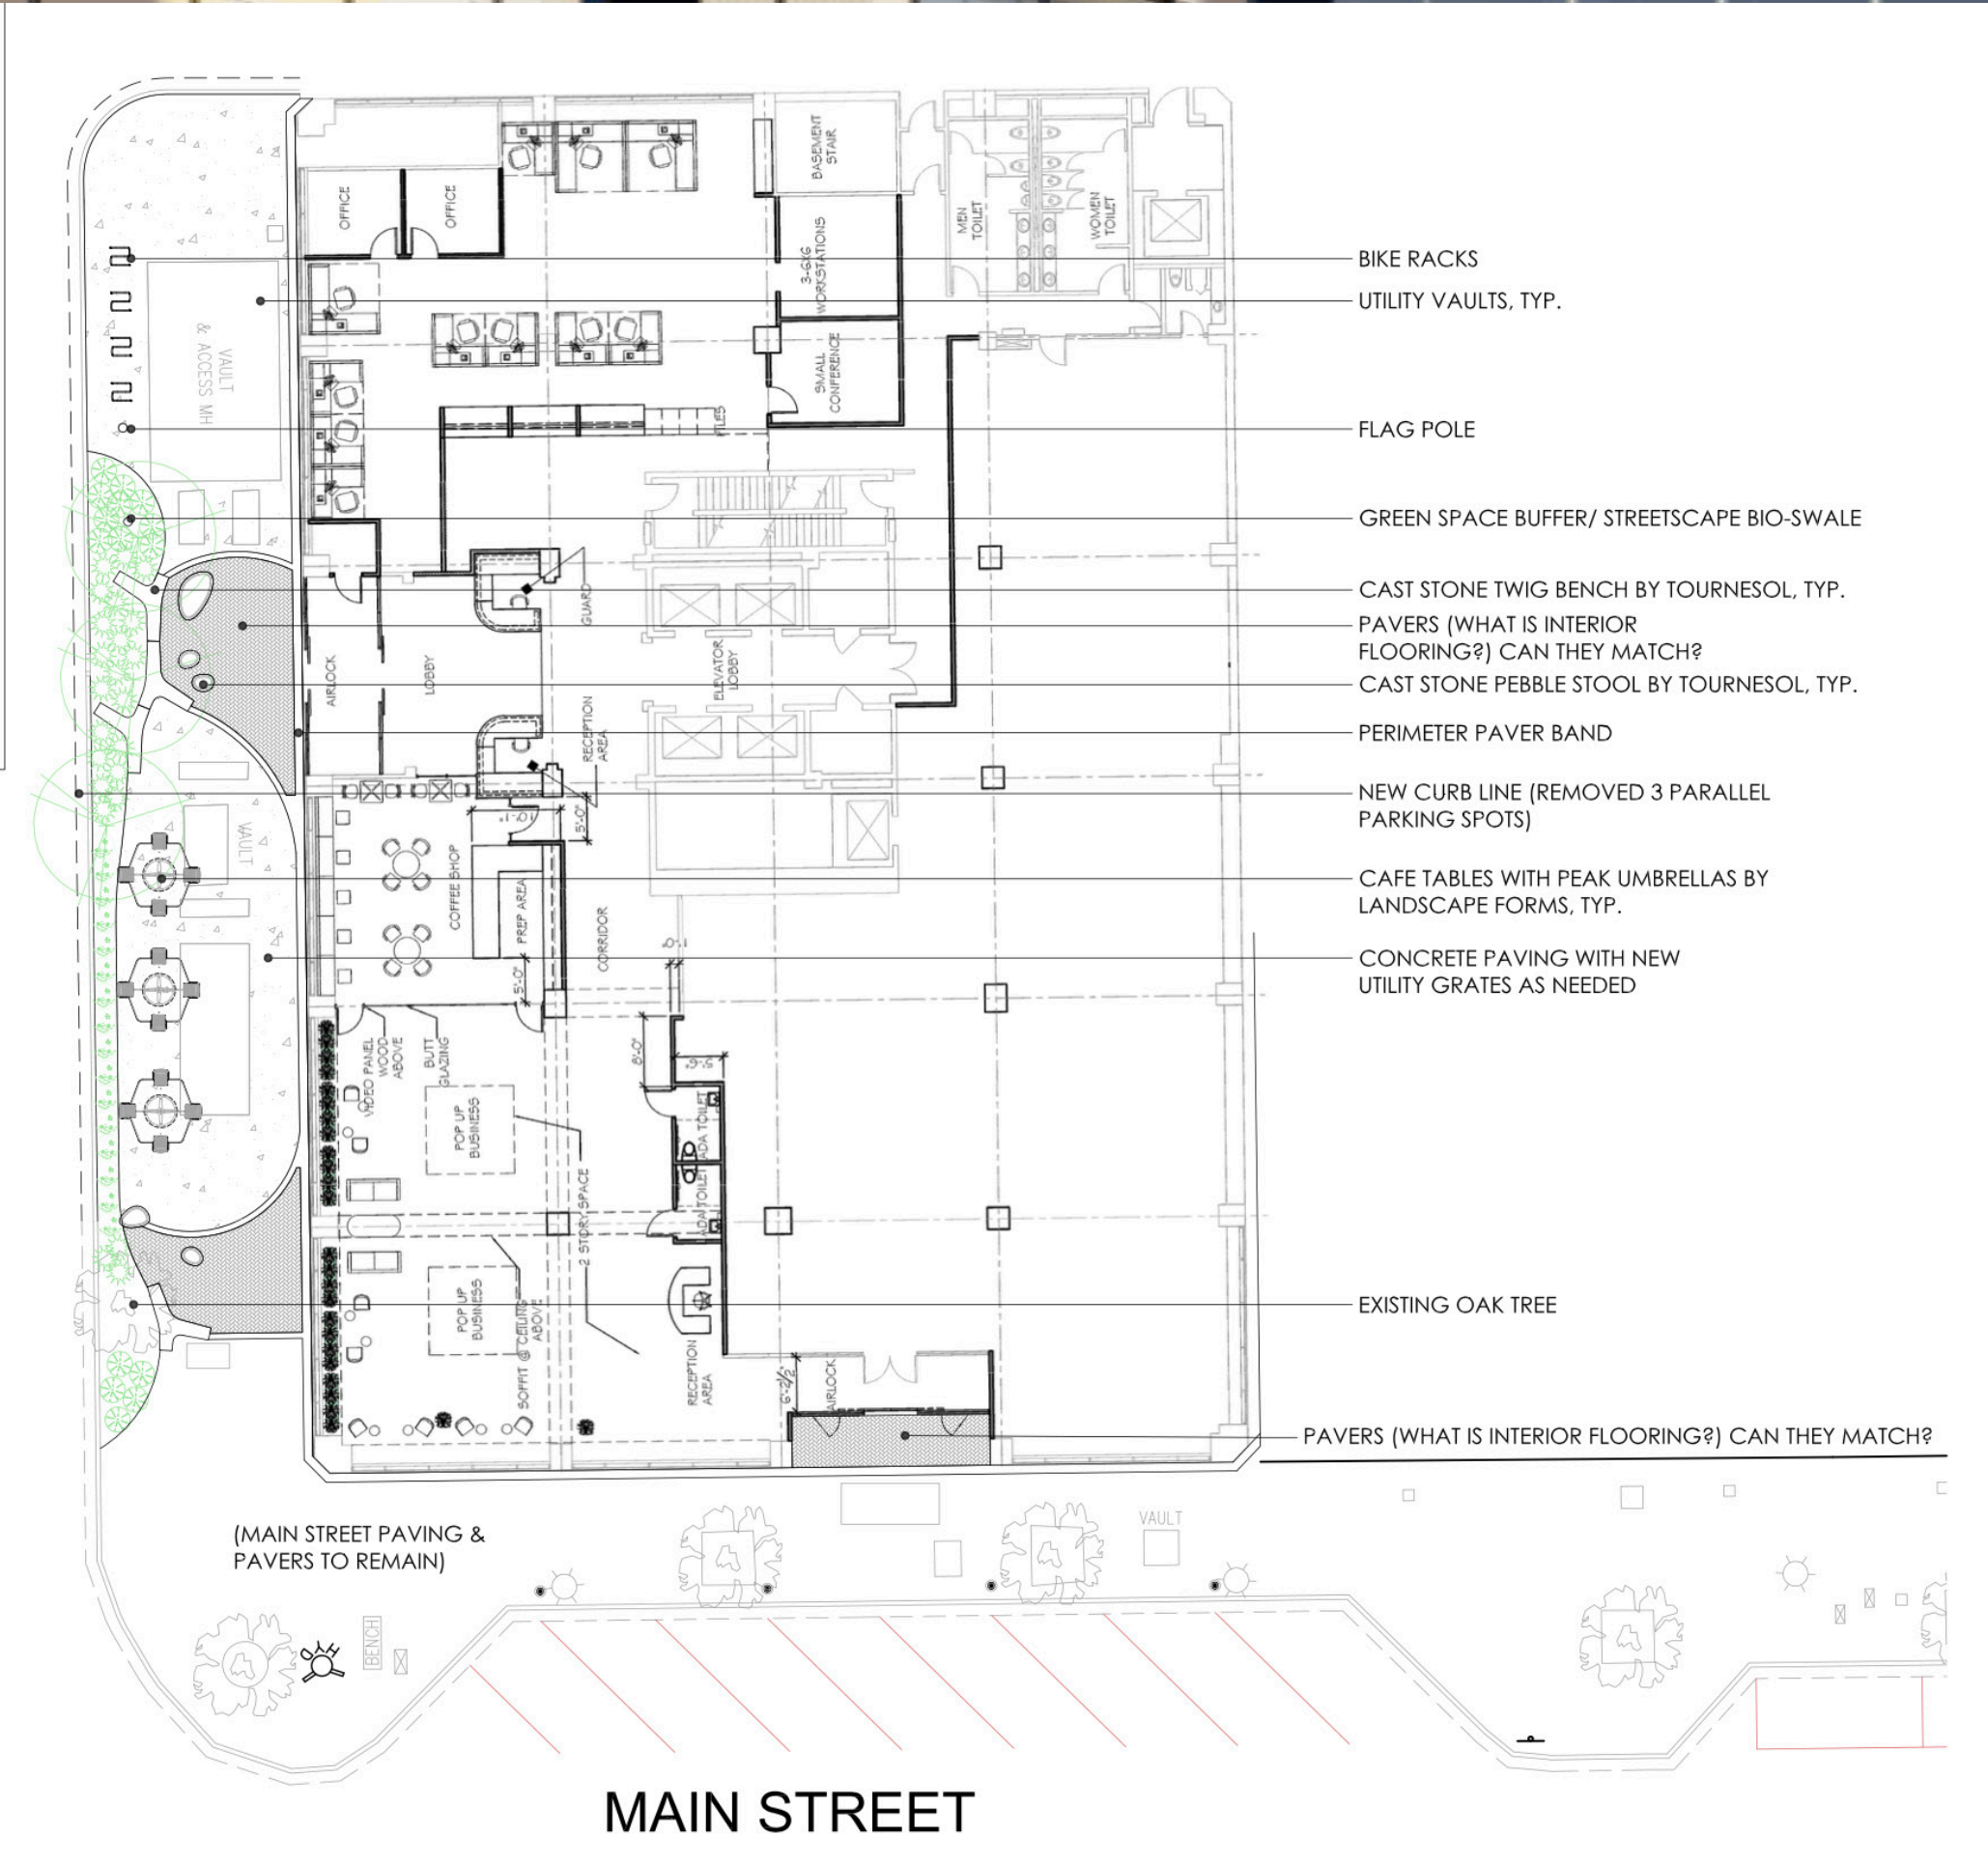 OFFICE
OFFICE
BASEMENT
STAIR
MEN
TOILET
WOMEN
TOILET
3-6X6
WORKSTATIONS
SMALL
CONFERENCE
VAULT
& ACCESS MH
GUARD
AIRLOCK
LOBBY
ELEVATOR
LOBBY
RECEPTION
AREA
VAULT
COFFEE SHOP
PREP AREA
CORRIDOR
5'-0"
5'-0"
VIDEO PANEL
WOOD
ABOVE
BUTT
GLAZING
8'-0"
POP UP
BUSINESS
ADA TOILET
ADA TOILET
2 STORY SPACE
POP UP
BUSINESS
SOFFIT @ CEILING
ABOVE
RECEPTION
AREA
6'-2½"
AIRLOCK
BIKE RACKS
UTILITY VAULTS, TYP.
FLAG POLE
GREEN SPACE BUFFER/ STREETSCAPE BIO-SWALE
CAST STONE TWIG BENCH BY TOURNESOL, TYP.
PAVERS (WHAT IS INTERIOR
FLOORING?) CAN THEY MATCH?
CAST STONE PEBBLE STOOL BY TOURNESOL, TYP.
PERIMETER PAVER BAND
NEW CURB LINE (REMOVED 3 PARALLEL
PARKING SPOTS)
CAFE TABLES WITH PEAK UMBRELLAS BY
LANDSCAPE FORMS, TYP.
CONCRETE PAVING WITH NEW
UTILITY GRATES AS NEEDED
EXISTING OAK TREE
PAVERS (WHAT IS INTERIOR FLOORING?) CAN THEY MATCH?
(MAIN STREET PAVING &
PAVERS TO REMAIN)
VAULT
HYD
BENCH
MAIN STREET